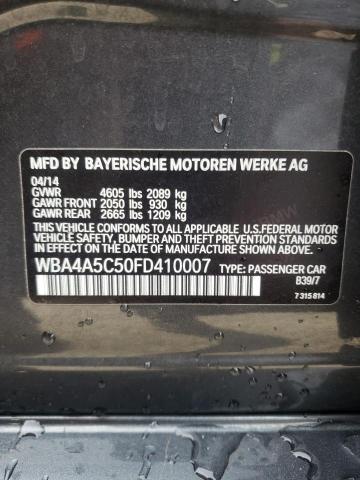 MFD BY BAYERISCHE MOTOREN WERKE AG
04/14
GVWR 4605 lbs 2089 kg
GAWR FRONT 2050 lbs 930 kg
GAWR REAR 2665 lbs 1209 kg
THIS VEHICLE CONFORMS TO ALL APPLICABLE U.S.FEDERAL MOTOR
VEHICLE SAFETY, BUMPER AND THEFT PREVENTION STANDARDS
IN EFFECT ON THE DATE OF MANUFACTURE SHOWN ABOVE.
WBA4A5C50FD410007 TYPE: PASSENGER CAR
B39/7
7315814